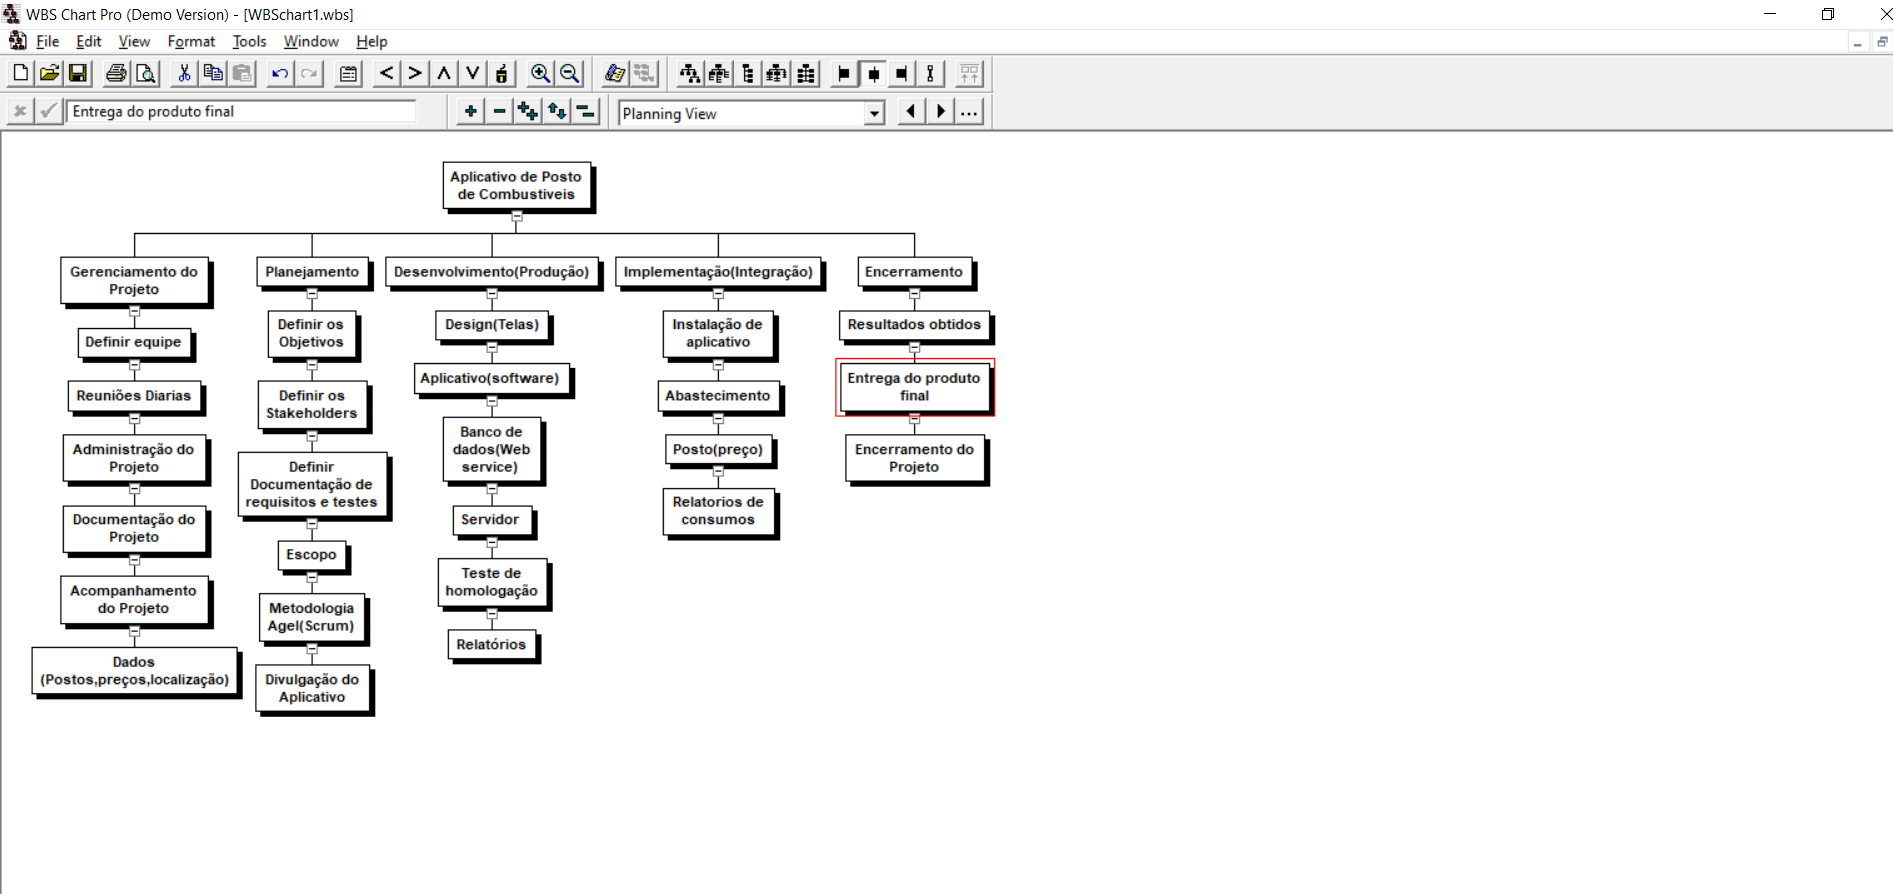 WBS Chart Pro (Demo Version) - [WBSchart1.wbs]
File Edit View Format Tools Window Help
Entrega do produto final
Planning View
Aplicativo de Posto
de Combustiveis
Gerenciamento do
Projeto
Definir equipe
Reuniões Diarias
Administração do
Projeto
Documentação do
Projeto
Acompanhamento
do Projeto
Dados
(Postos,preços,localização)
Planejamento
Definir os
Objetivos
Definir os
Stakeholders
Definir
Documentação de
requisitos e testes
Escopo
Metodologia
Agel(Scrum)
Divulgação do
Aplicativo
Desenvolvimento(Produção)
Design(Telas)
Aplicativo(software)
Banco de
dados(Web
service)
Servidor
Teste de
homologação
Relatórios
Implementação(Integração)
Instalação de
aplicativo
Abastecimento
Posto(preço)
Relatorios de
consumos
Encerramento
Resultados obtidos
Entrega do produto
final
Encerramento do
Projeto